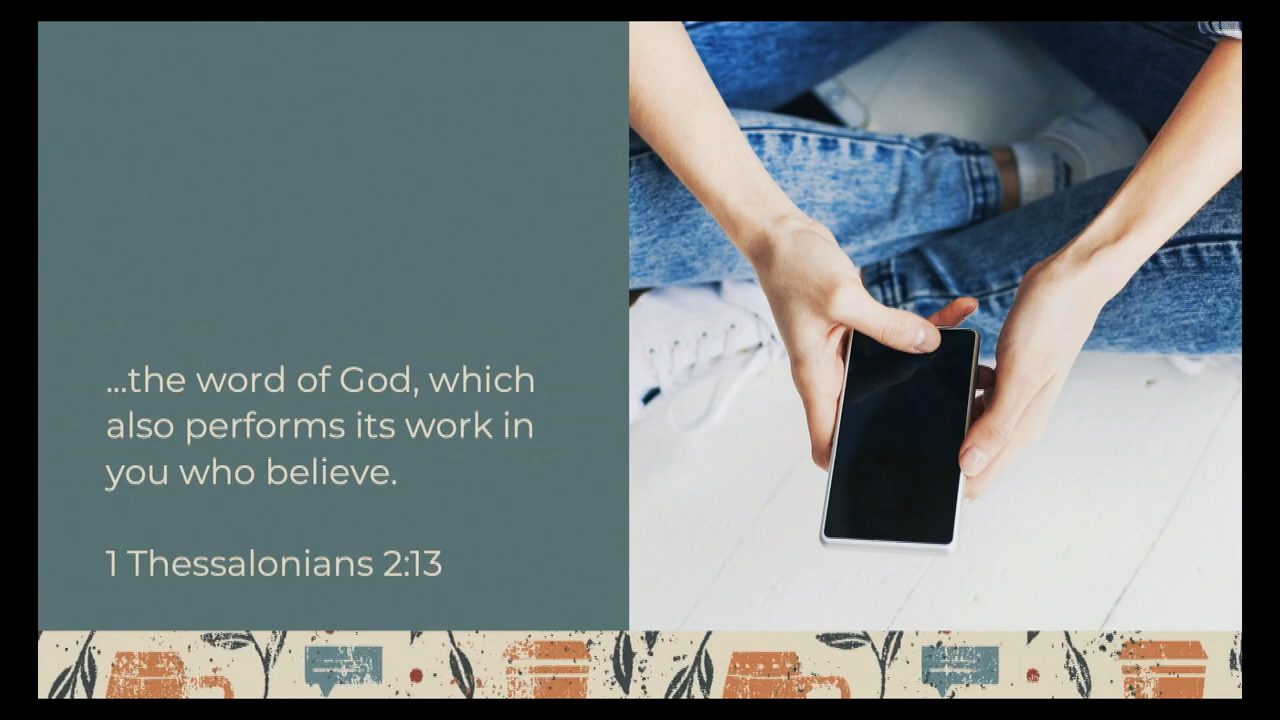 ...the word of God, which
also performs its work in
you who believe.
1 Thessalonians 2:13